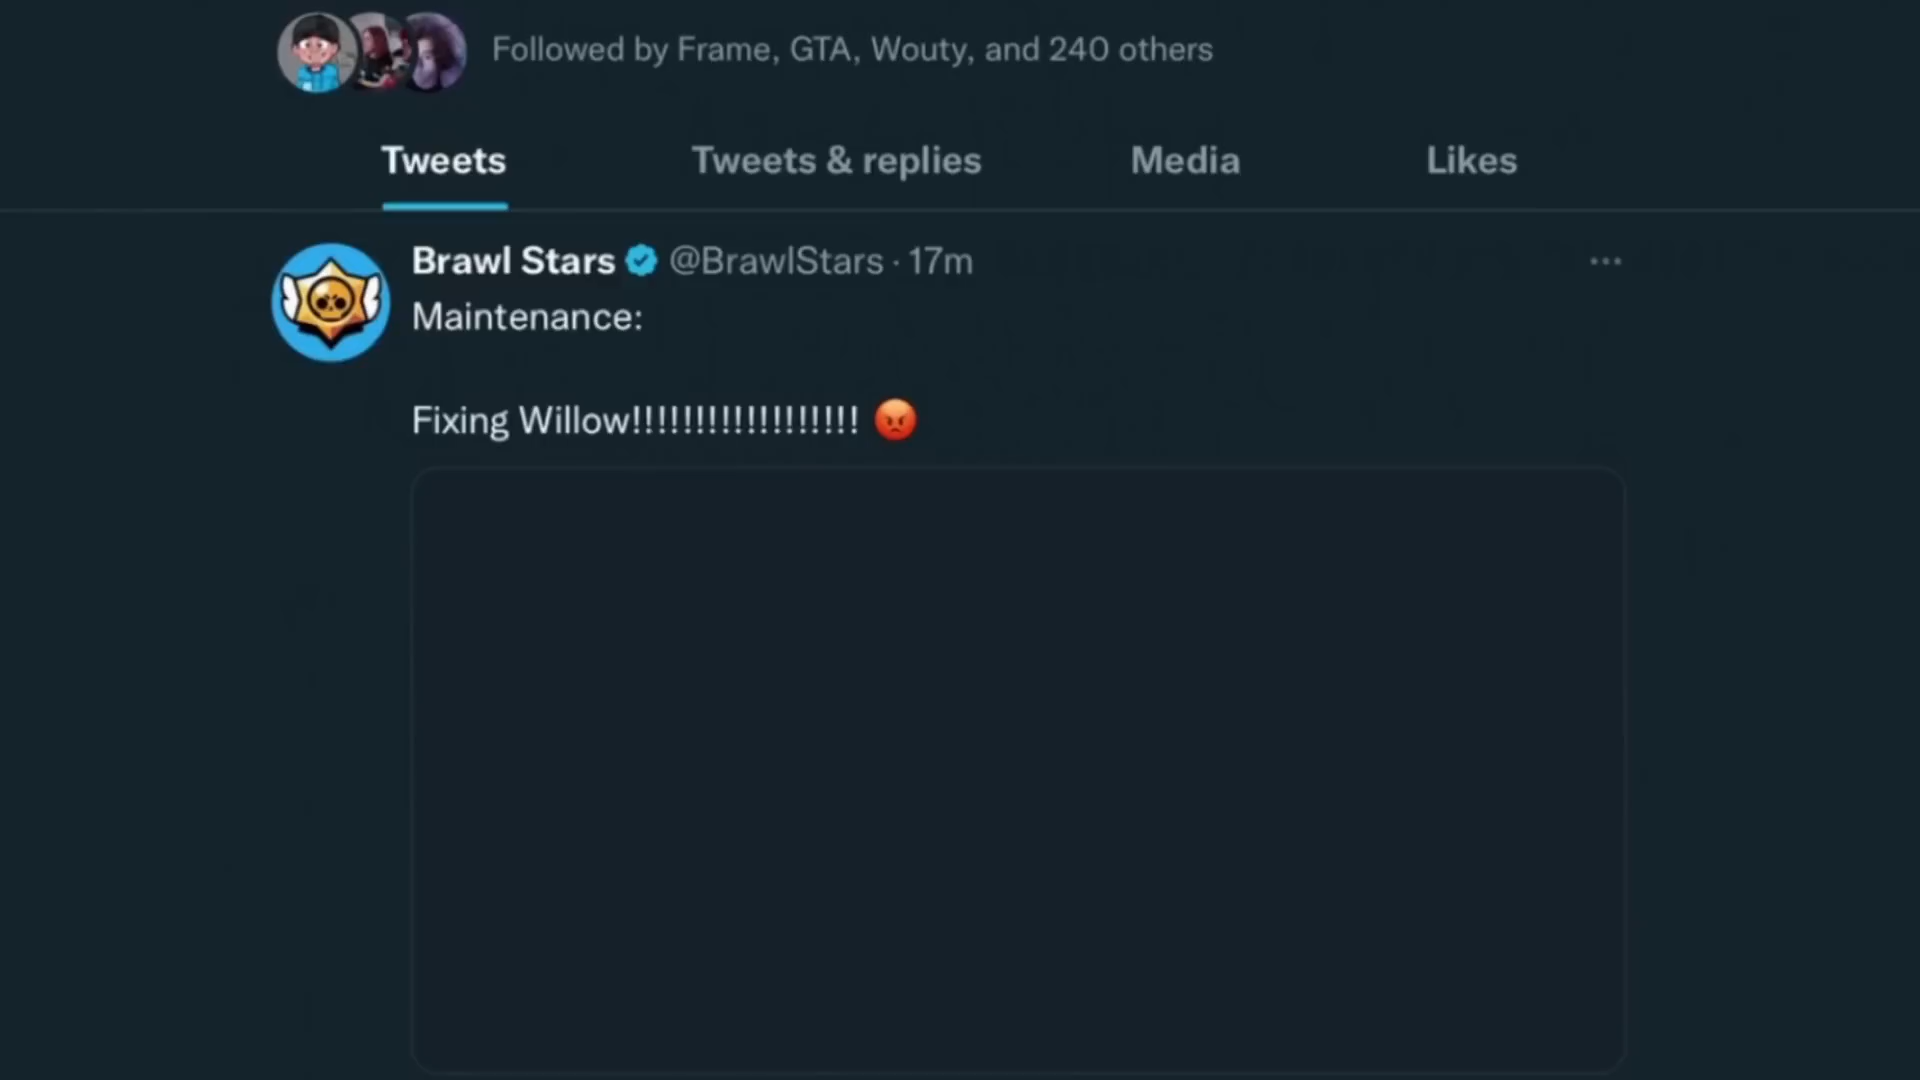 Followed by Frame, GTA, Wouty, and 240 others
Tweets Tweets & replies Media Likes
Brawl Stars @BrawlStars · 17m
Maintenance:
Fixing Willow!!!!!!!!!!!!!!!!!! 😡